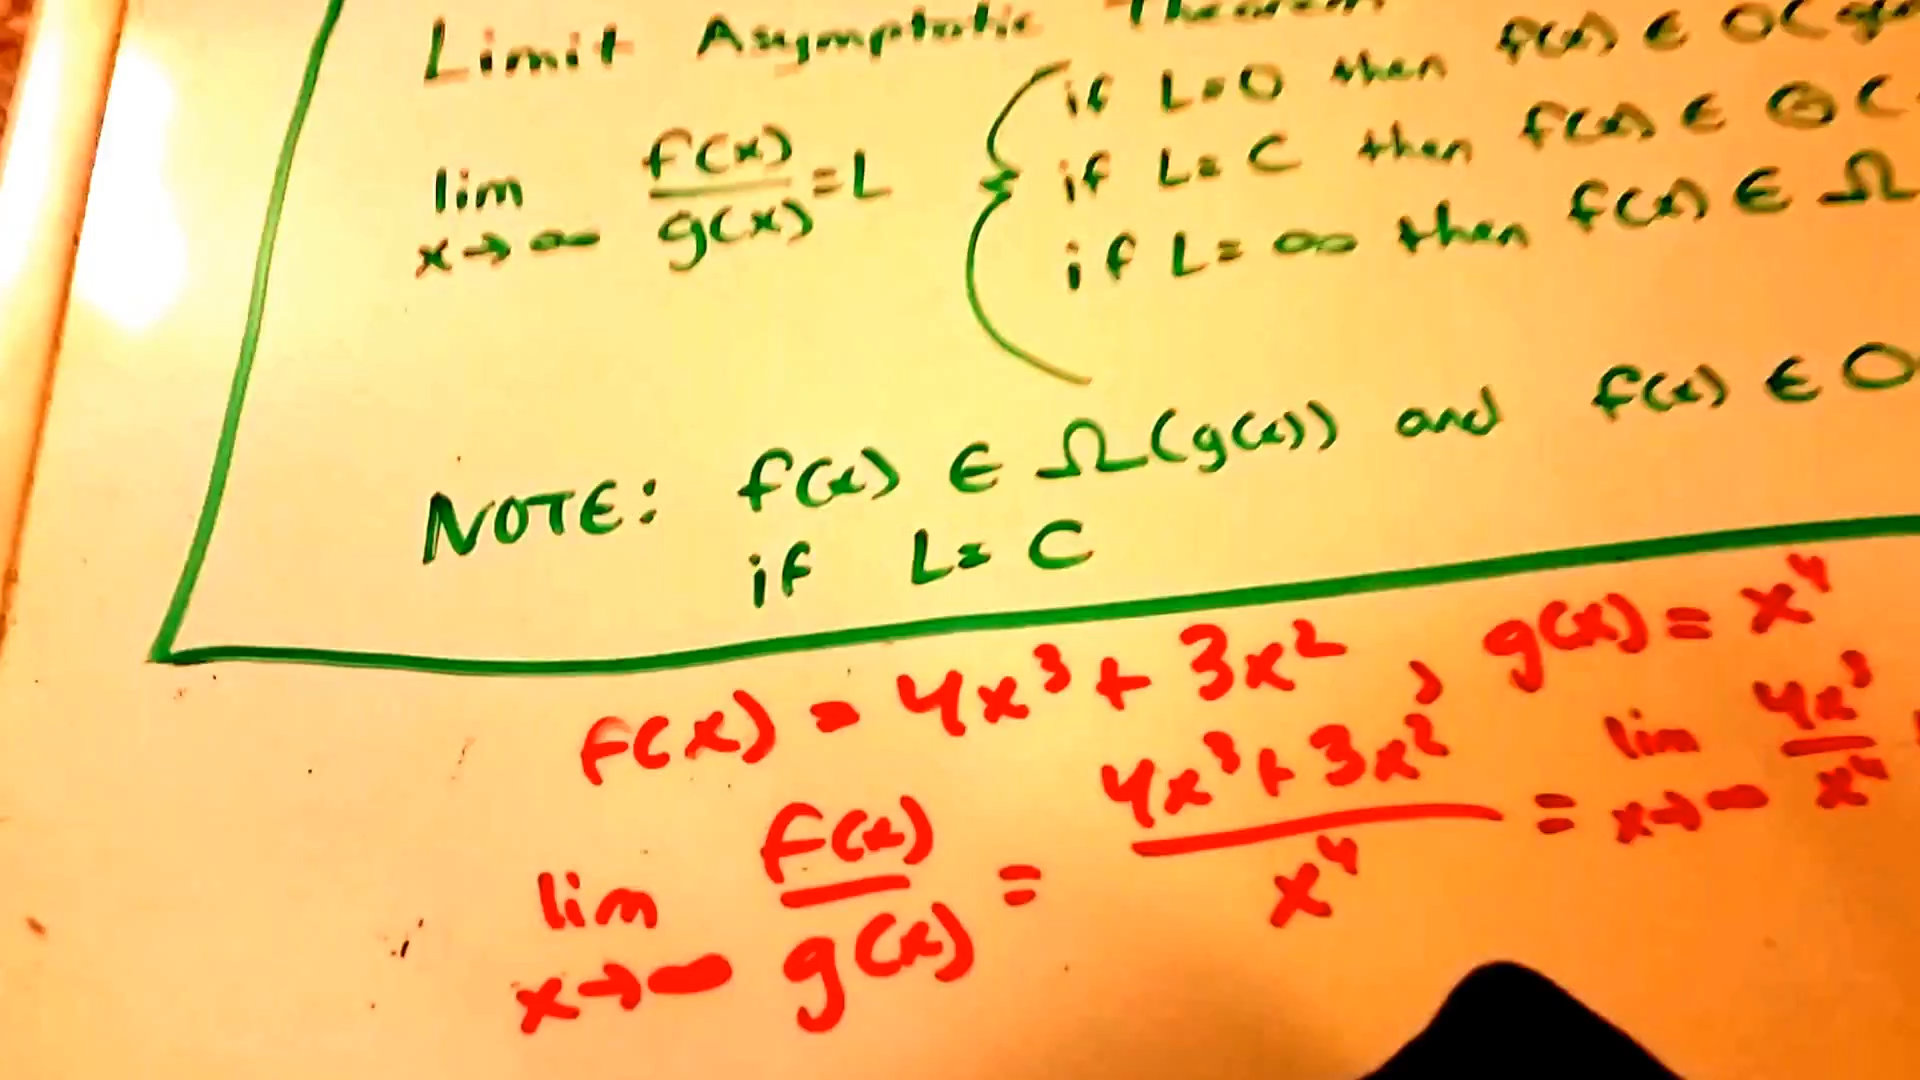 Limit Asymptotic Theorem
lim x→∞ f(x)/g(x) = L
if L=0 then f(x) ∈ O(g(x
if L=C then f(x) ∈ Θ(
if L=∞ then f(x) ∈ Ω
NOTE: f(x) ∈ Ω(g(x)) and f(x) ∈ O
if L=C
f(x) = 4x³ + 3x² , g(x) = x⁴
lim x→∞ f(x)/g(x) = 4x³+3x²/x⁴ = lim x→∞ 4x³/x⁴